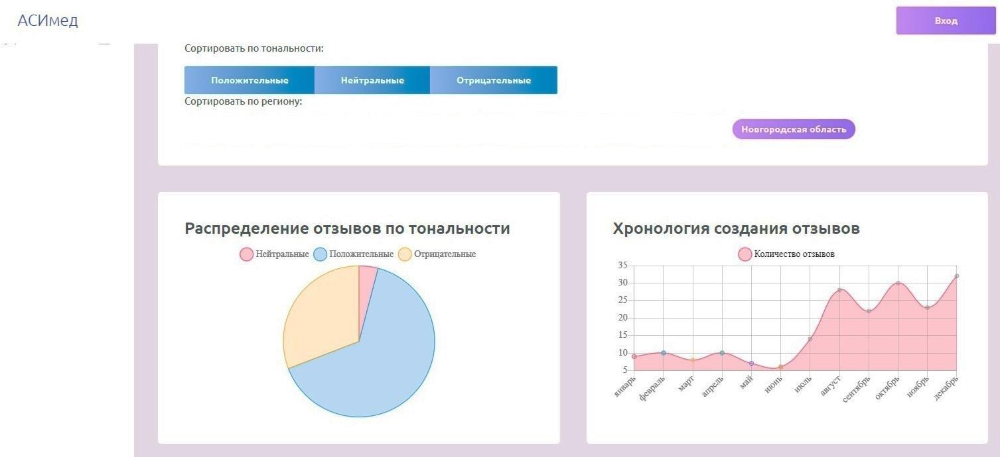 АСИмед
Вход
Сортировать по тональности:
Положительные Нейтральные Отрицательные
Сортировать по региону:
Новгородская область
Распределение отзывов по тональности
Нейтральные Положительные Отрицательные
Хронология создания отзывов
Количество отзывов
35
30
25
20
15
10
5
январь февраль март апрель май июнь июль август сентябрь октябрь ноябрь декабрь